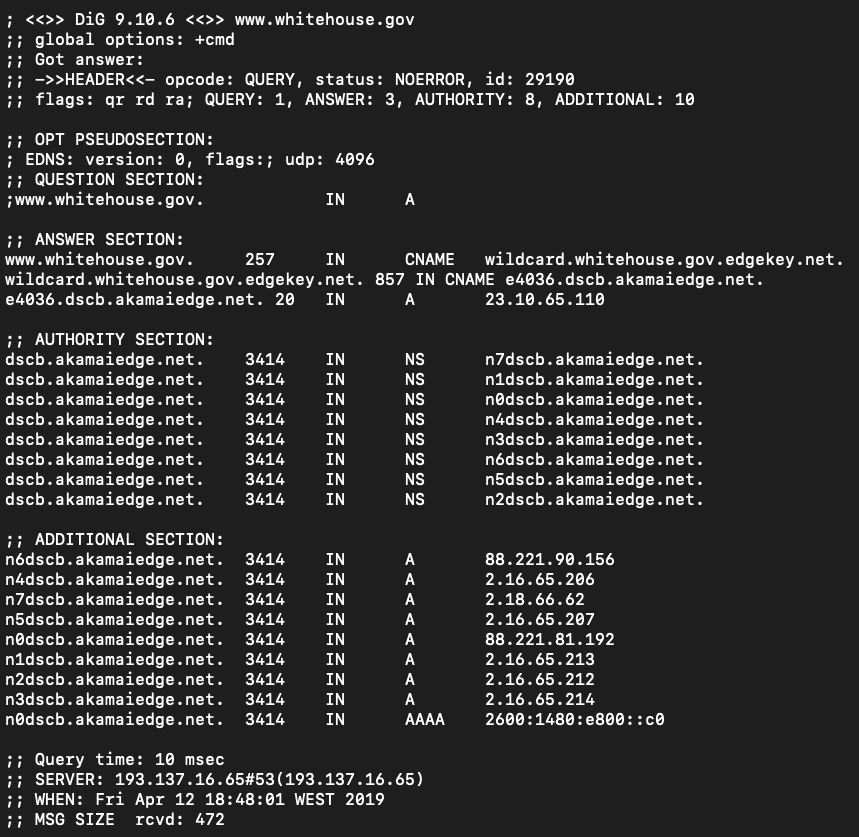 ; <<>> DiG 9.10.6 <<>> www.whitehouse.gov
;; global options: +cmd
;; Got answer:
;; ->>HEADER<<- opcode: QUERY, status: NOERROR, id: 29190
;; flags: qr rd ra; QUERY: 1, ANSWER: 3, AUTHORITY: 8, ADDITIONAL: 10

;; OPT PSEUDOSECTION:
; EDNS: version: 0, flags:; udp: 4096
;; QUESTION SECTION:
;www.whitehouse.gov.            IN      A

;; ANSWER SECTION:
www.whitehouse.gov.     257     IN      CNAME   wildcard.whitehouse.gov.edgekey.net.
wildcard.whitehouse.gov.edgekey.net. 857 IN CNAME e4036.dscb.akamaiedge.net.
e4036.dscb.akamaiedge.net. 20   IN      A       23.10.65.110

;; AUTHORITY SECTION:
dscb.akamaiedge.net.    3414    IN      NS      n7dscb.akamaiedge.net.
dscb.akamaiedge.net.    3414    IN      NS      n1dscb.akamaiedge.net.
dscb.akamaiedge.net.    3414    IN      NS      n0dscb.akamaiedge.net.
dscb.akamaiedge.net.    3414    IN      NS      n4dscb.akamaiedge.net.
dscb.akamaiedge.net.    3414    IN      NS      n3dscb.akamaiedge.net.
dscb.akamaiedge.net.    3414    IN      NS      n6dscb.akamaiedge.net.
dscb.akamaiedge.net.    3414    IN      NS      n5dscb.akamaiedge.net.
dscb.akamaiedge.net.    3414    IN      NS      n2dscb.akamaiedge.net.

;; ADDITIONAL SECTION:
n6dscb.akamaiedge.net.  3414    IN      A       88.221.90.156
n4dscb.akamaiedge.net.  3414    IN      A       2.16.65.206
n7dscb.akamaiedge.net.  3414    IN      A       2.18.66.62
n5dscb.akamaiedge.net.  3414    IN      A       2.16.65.207
n0dscb.akamaiedge.net.  3414    IN      A       88.221.81.192
n1dscb.akamaiedge.net.  3414    IN      A       2.16.65.213
n2dscb.akamaiedge.net.  3414    IN      A       2.16.65.212
n3dscb.akamaiedge.net.  3414    IN      A       2.16.65.214
n0dscb.akamaiedge.net.  3414    IN      AAAA    2600:1480:e800::c0

;; Query time: 10 msec
;; SERVER: 193.137.16.65#53(193.137.16.65)
;; WHEN: Fri Apr 12 18:48:01 WEST 2019
;; MSG SIZE  rcvd: 472